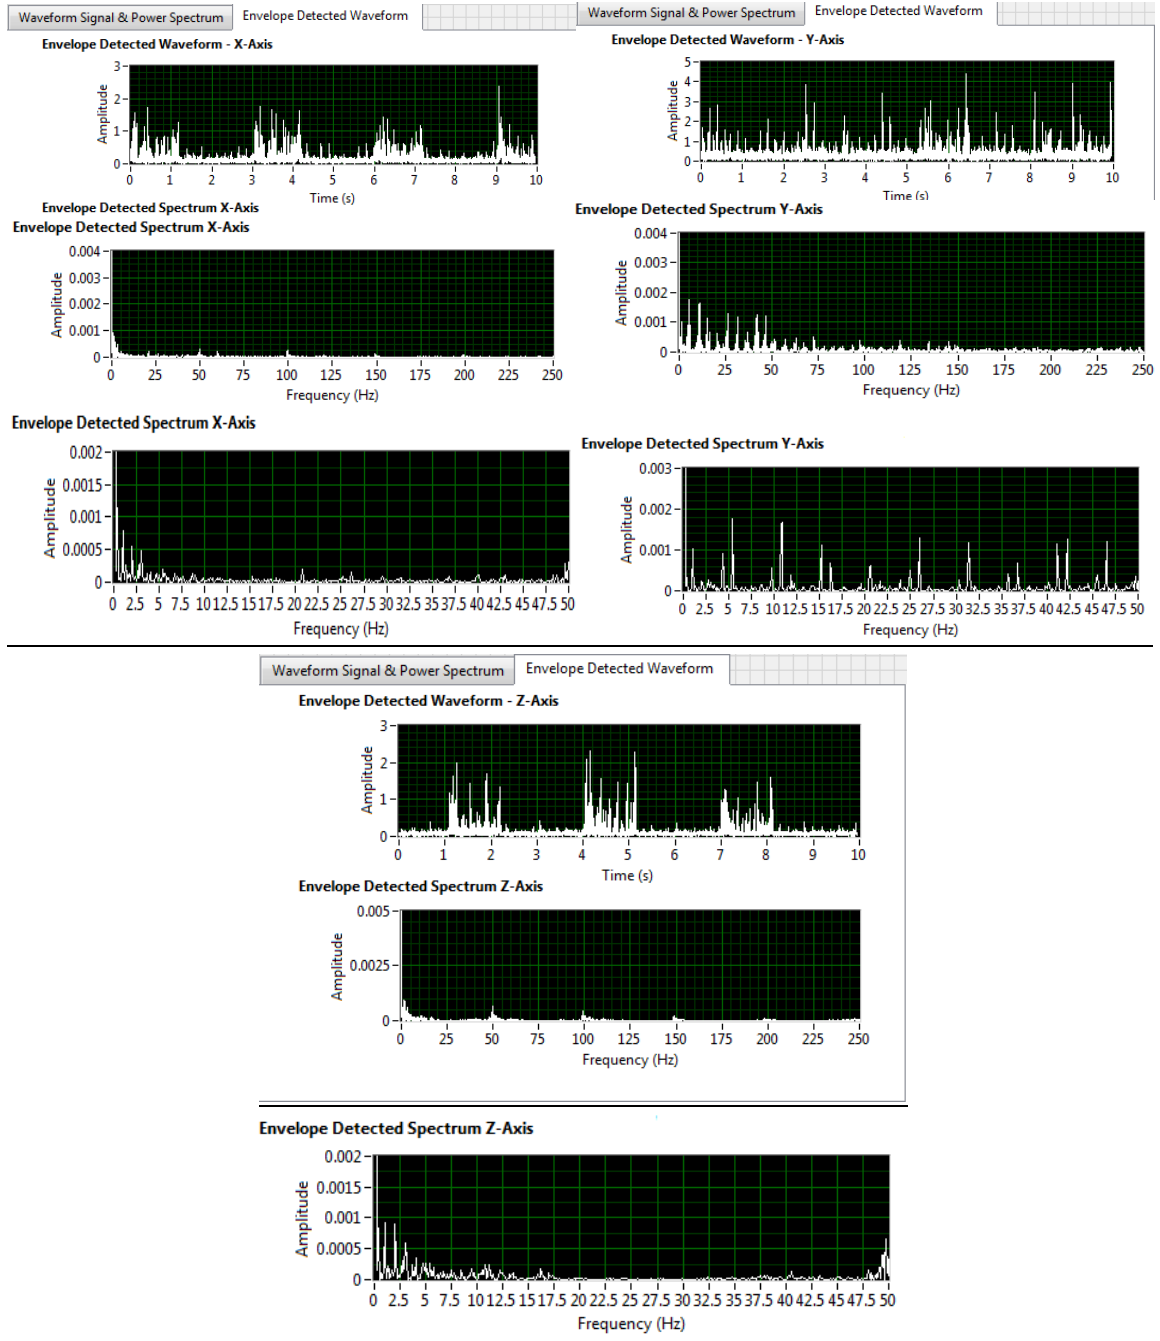 Waveform Signal & Power Spectrum
Envelope Detected Waveform
Envelope Detected Waveform - X-Axis
Amplitude
3
2
1
0
0 1 2 3 4 5 6 7 8 9 10
Time (s)
Envelope Detected Spectrum X-Axis
Envelope Detected Spectrum X-Axis
Amplitude
0.004
0.003
0.002
0.001
0
0 25 50 75 100 125 150 175 200 225 250
Frequency (Hz)
Envelope Detected Spectrum X-Axis
Amplitude
0.002
0.0015
0.001
0.0005
0
0 2.5 5 7.5 10 12.5 15 17.5 20 22.5 25 27.5 30 32.5 35 37.5 40 42.5 45 47.5 50
Frequency (Hz)
Waveform Signal & Power Spectrum
Envelope Detected Waveform
Envelope Detected Waveform - Y-Axis
Amplitude
5
4
3
2
1
0
0 1 2 3 4 5 6 7 8 9 10
Time (s)
Envelope Detected Spectrum Y-Axis
Amplitude
0.004
0.003
0.002
0.001
0
0 25 50 75 100 125 150 175 200 225 250
Frequency (Hz)
Envelope Detected Spectrum Y-Axis
Amplitude
0.003
0.002
0.001
0
0 2.5 5 7.5 10 12.5 15 17.5 20 22.5 25 27.5 30 32.5 35 37.5 40 42.5 45 47.5 50
Frequency (Hz)
Waveform Signal & Power Spectrum
Envelope Detected Waveform
Envelope Detected Waveform - Z-Axis
Amplitude
3
2
1
0
0 1 2 3 4 5 6 7 8 9 10
Time (s)
Envelope Detected Spectrum Z-Axis
Amplitude
0.005
0.0025
0
0 25 50 75 100 125 150 175 200 225 250
Frequency (Hz)
Envelope Detected Spectrum Z-Axis
Amplitude
0.002
0.0015
0.001
0.0005
0
0 2.5 5 7.5 10 12.5 15 17.5 20 22.5 25 27.5 30 32.5 35 37.5 40 42.5 45 47.5 50
Frequency (Hz)